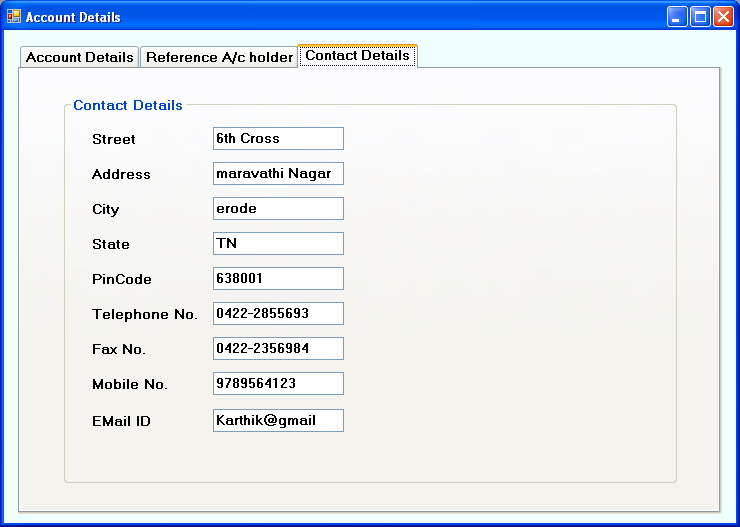 Account Details
Account Details Reference A/c holder Contact Details
Contact Details
Street 6th Cross
Address maravathi Nagar
City erode
State TN
PinCode 638001
Telephone No. 0422-2855693
Fax No. 0422-2356984
Mobile No. 9789564123
EMail ID Karthik@gmail